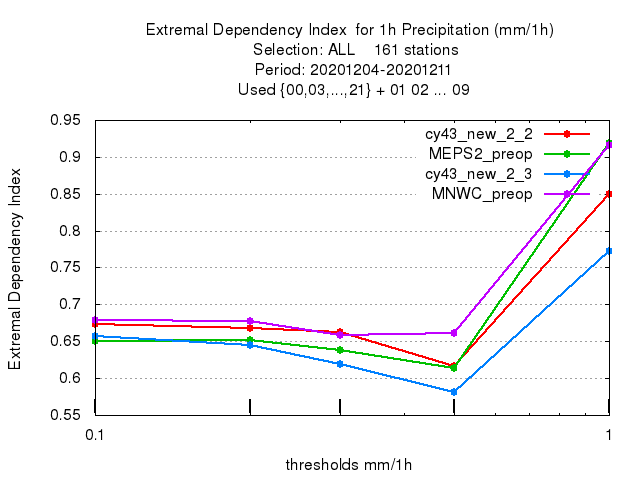 Extremal Dependency Index  for 1h Precipitation (mm/1h)
Selection: ALL    161 stations
Period: 20201204-20201211
Used {00,03,...,21} + 01 02 ... 09
0.95
0.9
0.85
0.8
0.75
0.7
0.65
0.6
0.55
Extremal Dependency Index
cy43_new_2_2
MEPS2_preop
cy43_new_2_3
MNWC_preop
0.1
1
thresholds mm/1h